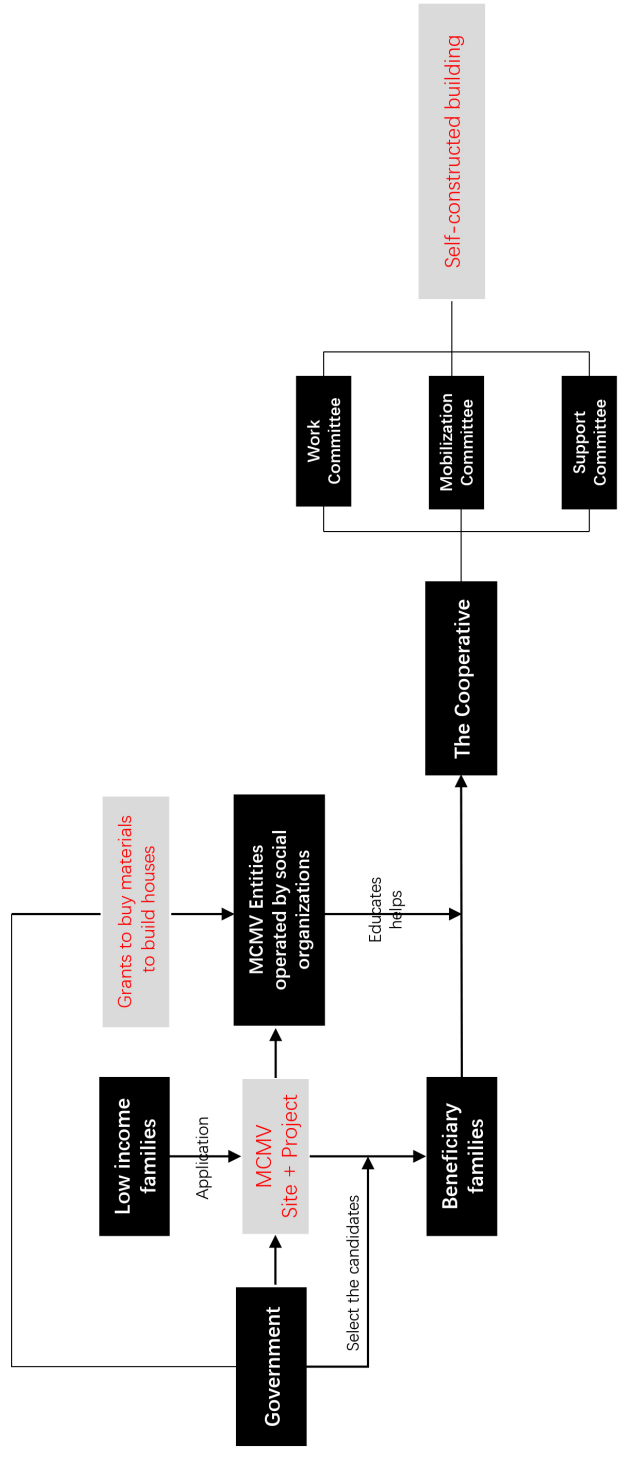 Government
Select the candidates
Low income
families
Application
MCMV
Site + Project
Beneficiary
families
Grants to buy materials
to build houses
MCMV Entities
operated by social
organizations
Educates
helps
The Cooperative
Work
Committee
Mobilization
Committee
Support
Committee
Self-constructed building